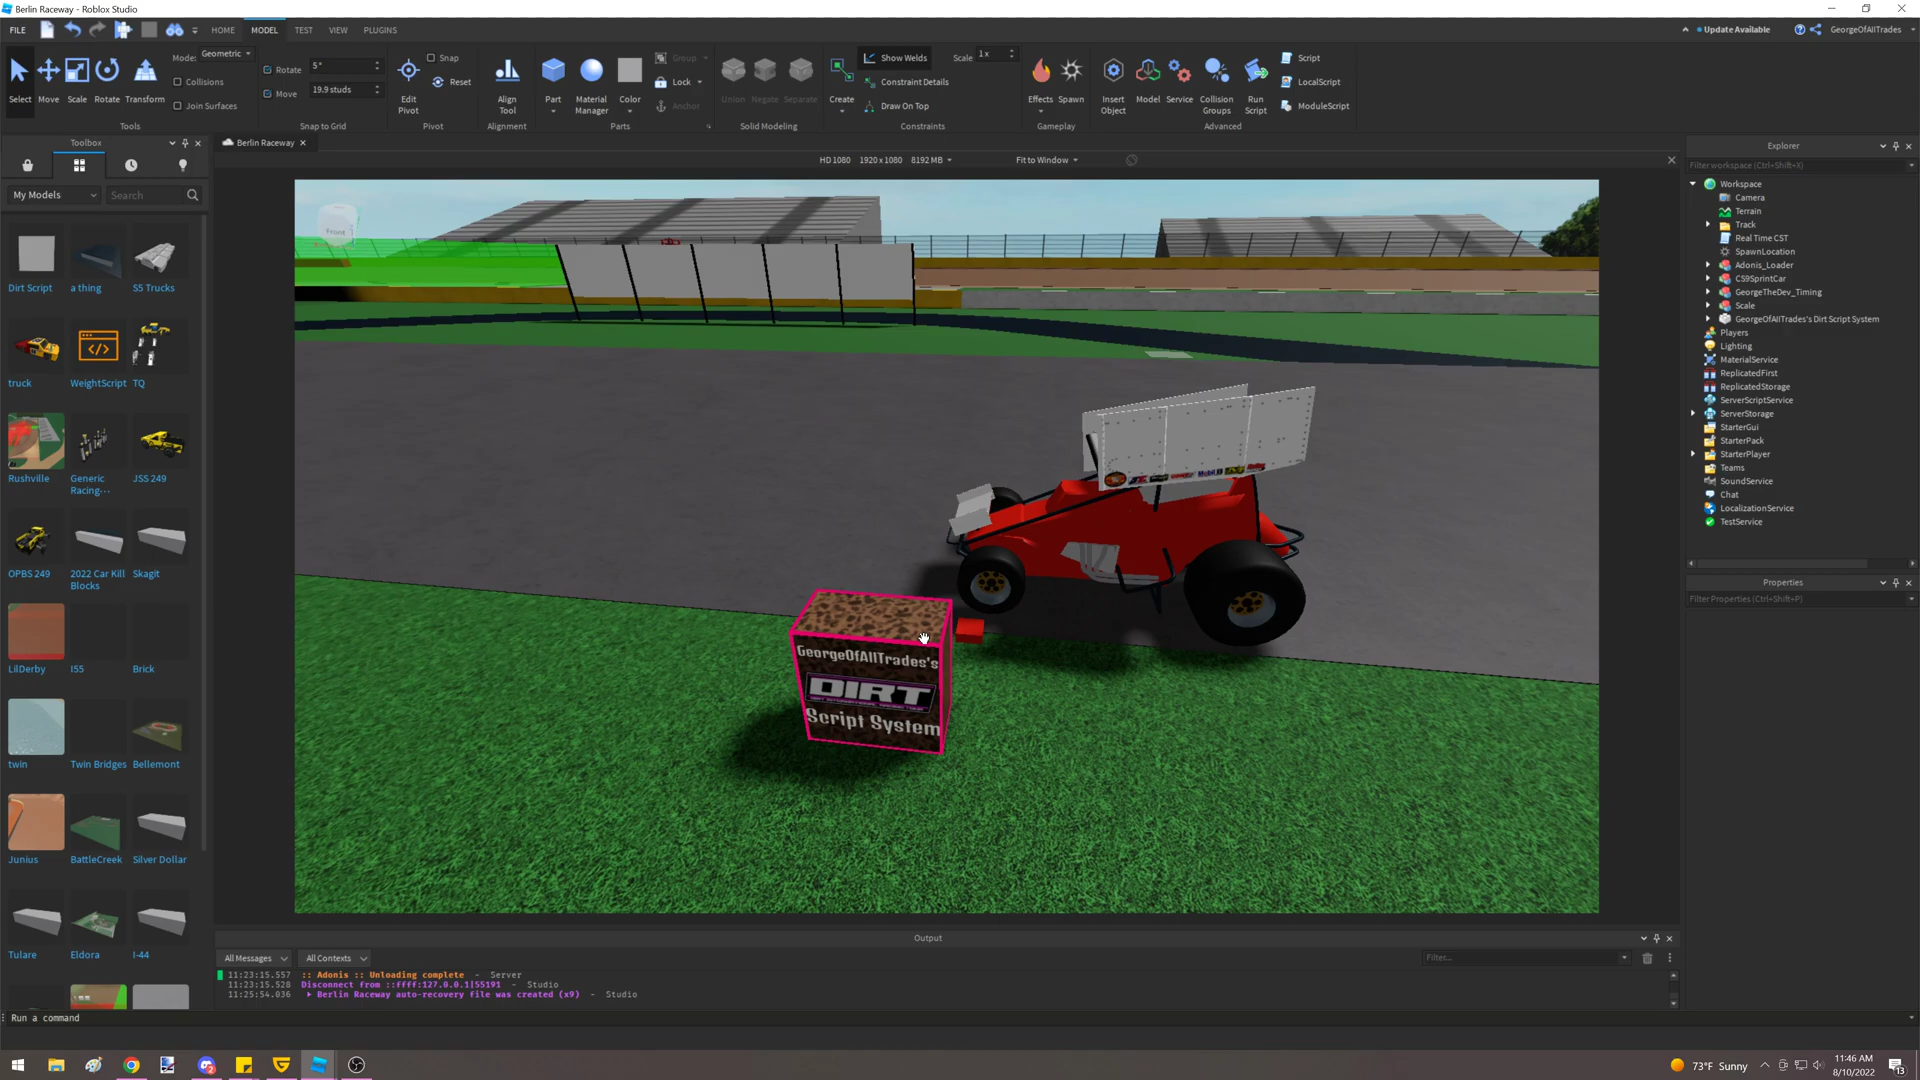 Berlin Raceway - Roblox Studio
FILE HOME MODEL TEST VIEW PLUGINS Update Available GeorgeOfAllTrades
Mode: Geometric
Collisions
Join Surfaces
Select Move Scale Rotate Transform
Tools
Rotate 5°
Move 19.9 studs
Snap to Grid
Snap
Reset
Edit Pivot
Pivot
Align Tool
Alignment
Part Material Manager Color
Group
Lock
Anchor
Parts
Union Negate Separate
Solid Modeling
Create
Show Welds
Constraint Details
Draw On Top
Scale 1x
Constraints
Effects Spawn
Gameplay
Insert Object Model Service Collision Groups Run Script
Script
LocalScript
ModuleScript
Advanced
Toolbox
My Models Search
Dirt Script a thing S5 Trucks
truck WeightScript TQ
Rushville Generic Racing... JSS 249
OPBS 249 2022 Car Kill Blocks Skagit
LilDerby I55 Brick
twin Twin Bridges Bellemont
Junius BattleCreek Silver Dollar
Tulare Eldora I-44
Berlin Raceway
HD 1080 1920 x 1080 8192 MB Fit to Window
Front
GeorgeOfAllTrades's
DIRT
Script System
Explorer
Filter workspace (Ctrl+Shift+X)
Workspace
Camera
Terrain
Track
Real Time CST
SpawnLocation
Adonis_Loader
CS9SprintCar
GeorgeTheDev_Timing
Scale
GeorgeOfAllTrades's Dirt Script System
Players
Lighting
MaterialService
ReplicatedFirst
ReplicatedStorage
ServerScriptService
ServerStorage
StarterGui
StarterPack
StarterPlayer
Teams
SoundService
Chat
LocalizationService
TestService
Properties
Filter Properties (Ctrl+Shift+P)
Output
All Messages All Contexts Filter...
11:23:15.557 :: Adonis :: Unloading complete - Server
11:23:15.528 Disconnect from ::ffff:127.0.0.1|55191 - Studio
11:25:54.036 Berlin Raceway auto-recovery file was created (x9) - Studio
Run a command
73°F Sunny
11:46 AM
8/10/2022
13